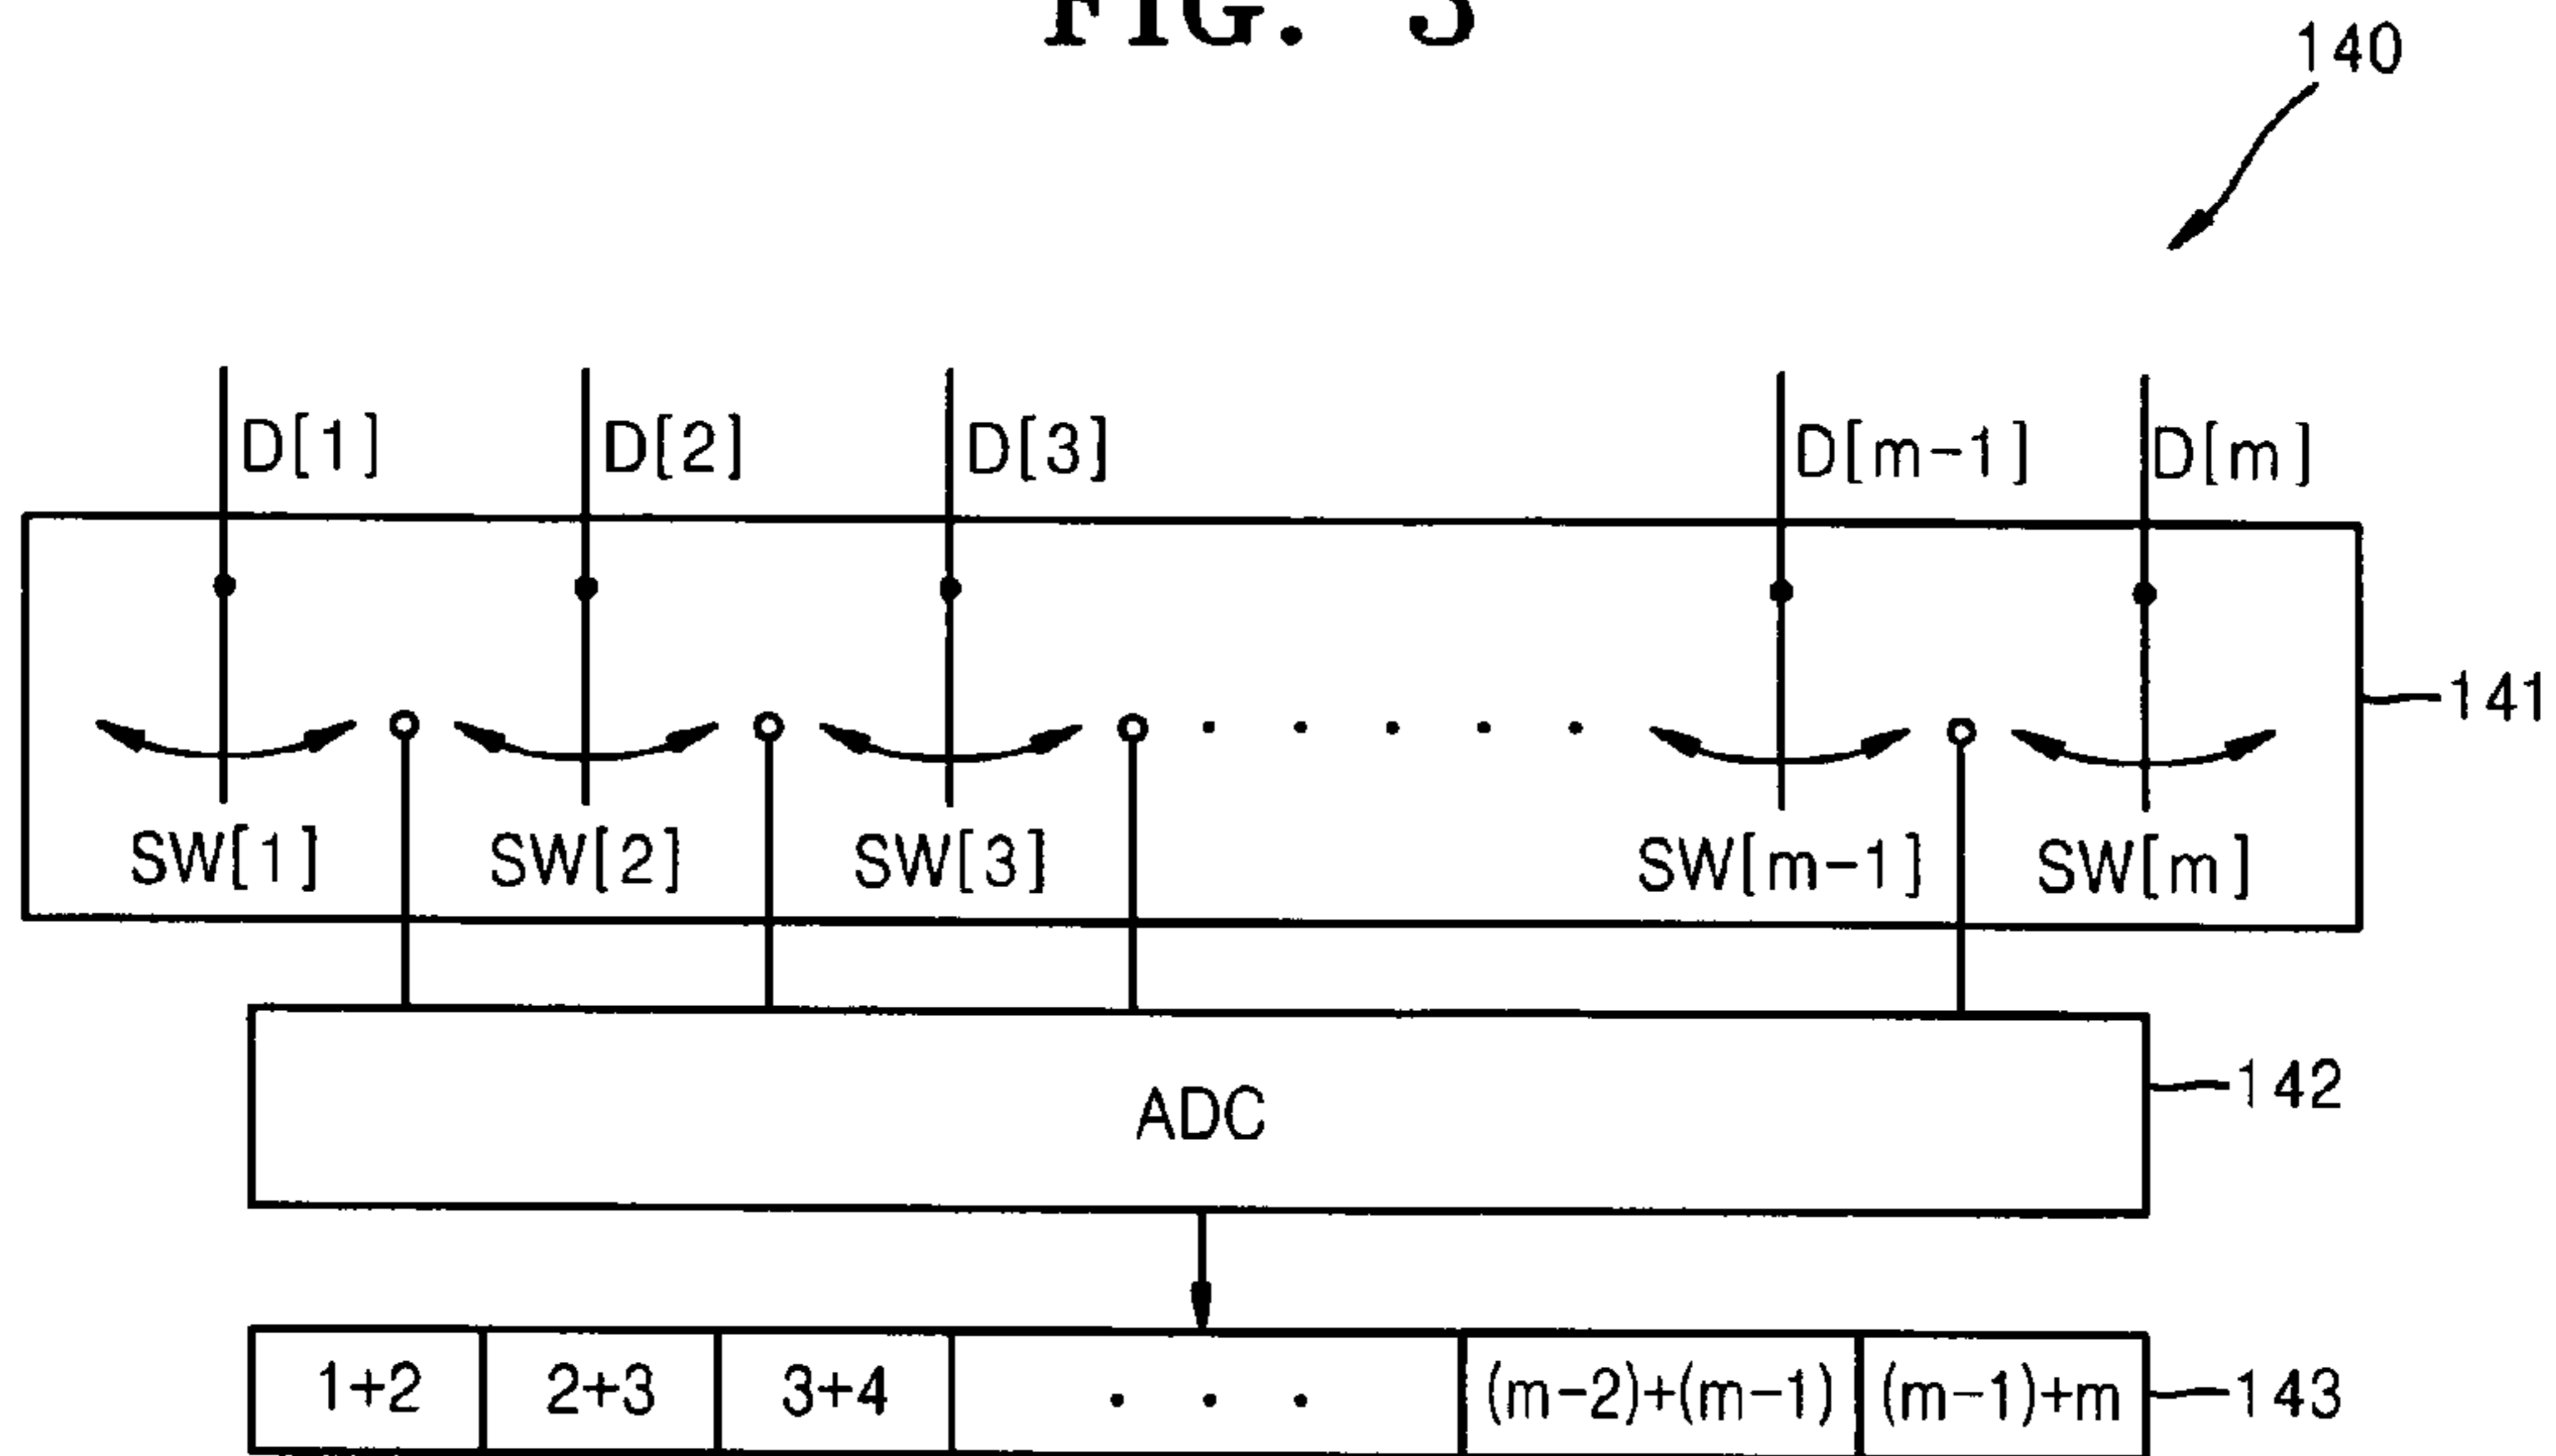 FIG.
140
D[1] D[2] D[3] D[m-1] D[m]
141
SW[1] SW[2] SW[3] . . . . . SW[m-1] SW[m]
ADC
142
1+2 2+3 3+4 . . . (m-2)+(m-1) (m-1)+m
143